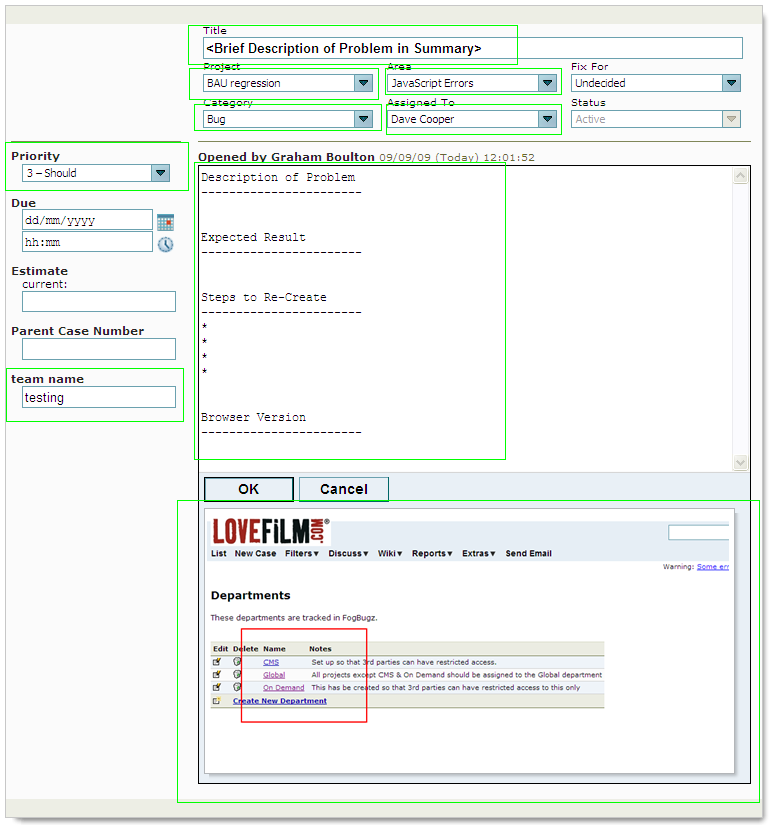 Title
<Brief Description of Problem in Summary>
Project Area Fix For
BAU regression JavaScript Errors Undecided
Category Assigned To Status
Bug Dave Cooper Active
Priority
3 – Should
Due
dd/mm/yyyy
hh:mm
Estimate
current:
Parent Case Number
team name
testing
Opened by Graham Boulton 09/09/09 (Today) 12:01:52
Description of Problem
-----------------------
Expected Result
-----------------------
Steps to Re-Create
-----------------------
*
*
*
*
Browser Version
-----------------------
OK Cancel
LOVEFiLM.COM®
List New Case Filters▼ Discuss▼ Wiki▼ Reports▼ Extras▼ Send Email
Warning: Some err
Departments
These departments are tracked in FogBugz.
Edit Delete Name Notes
CMS Set up so that 3rd parties can have restricted access.
Global All projects except CMS & On Demand should be assigned to the Global department
On Demand This has be created so that 3rd parties can have restricted access to this only
Create New Department